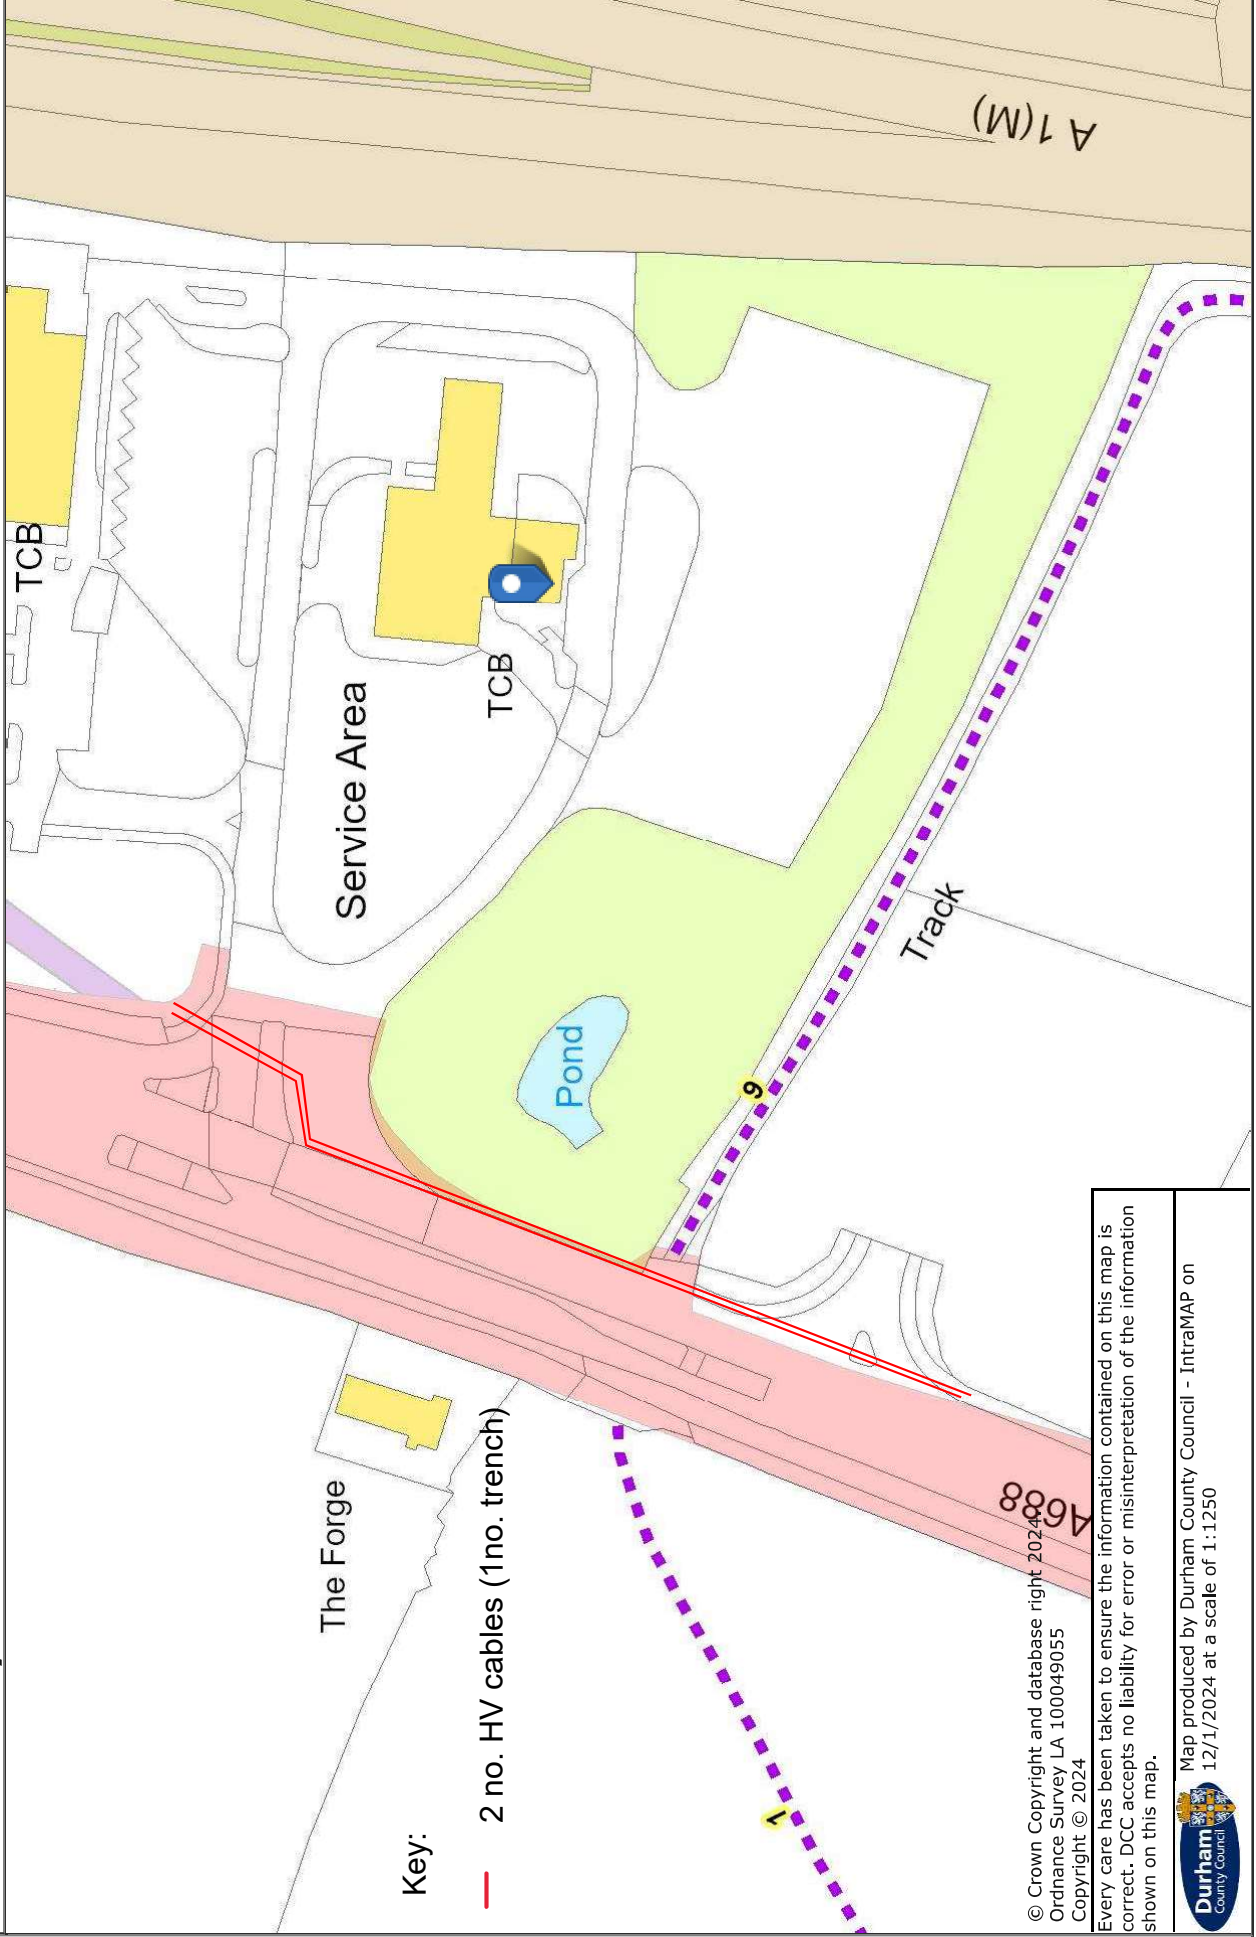 A 1(M)
TCB
TCB
Service Area
Pond
Track
9
The Forge
A688
1
Key:
2 no. HV cables (1no. trench)
© Crown Copyright and database right 2024.
Ordnance Survey LA 100049055
Copyright © 2024
Every care has been taken to ensure the information contained on this map is
correct. DCC accepts no liability for error or misinterpretation of the information
shown on this map.
Durham
County Council
Map produced by Durham County Council - IntraMAP on
12/1/2024 at a scale of 1:1250